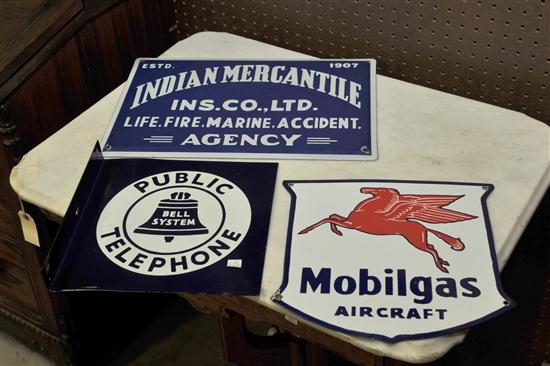 ESTD. 1907
INDIAN MERCANTILE
INS.CO.,LTD.
LIFE.FIRE.MARINE.ACCIDENT.
AGENCY
PUBLIC
BELL
SYSTEM
TELEPHONE
Mobilgas
AIRCRAFT